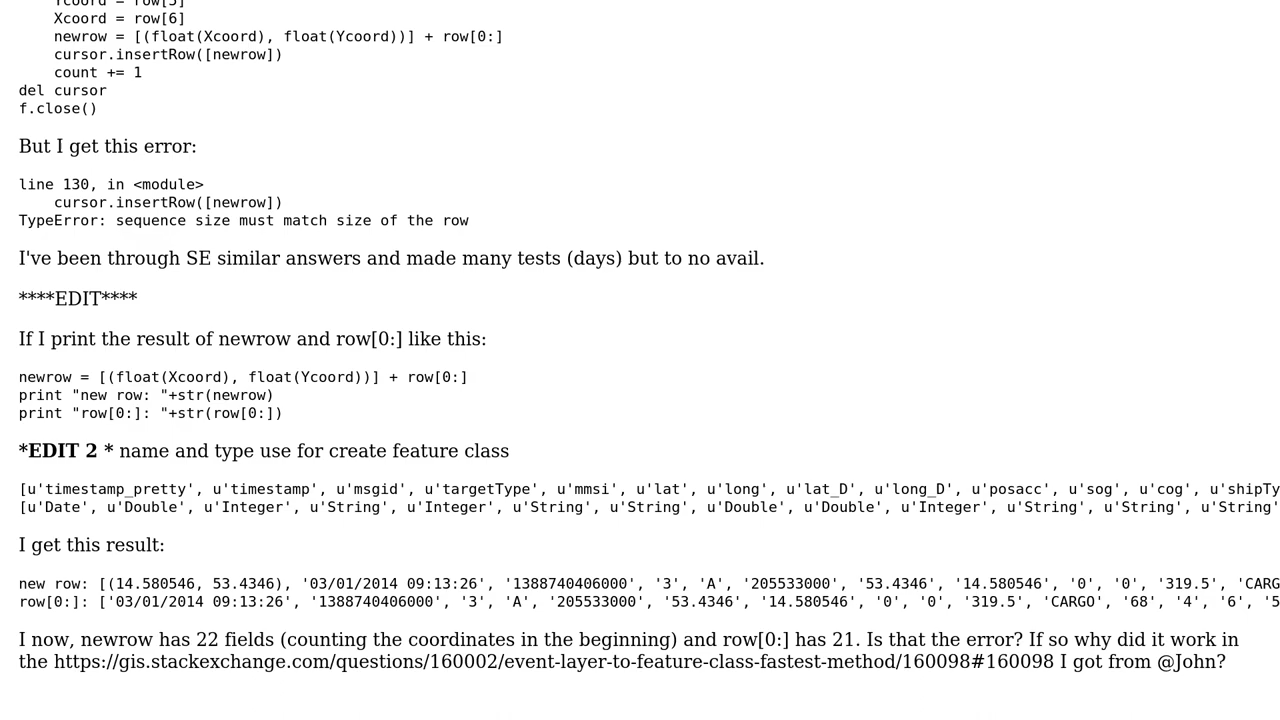 Ycoord = row[5]
    Xcoord = row[6]
    newrow = [(float(Xcoord), float(Ycoord))] + row[0:]
    cursor.insertRow([newrow])
    count += 1
del cursor
f.close()
But I get this error:
line 130, in <module>
    cursor.insertRow([newrow])
TypeError: sequence size must match size of the row
I've been through SE similar answers and made many tests (days) but to no avail.
****EDIT****
If I print the result of newrow and row[0:] like this:
newrow = [(float(Xcoord), float(Ycoord))] + row[0:]
print "new row: "+str(newrow)
print "row[0:]: "+str(row[0:])
*EDIT 2 * name and type use for create feature class
[u'timestamp_pretty', u'timestamp', u'msgid', u'targetType', u'mmsi', u'lat', u'long', u'lat_D', u'long_D', u'posacc', u'sog', u'cog', u'shipTy
[u'Date', u'Double', u'Integer', u'String', u'Integer', u'String', u'String', u'Double', u'Double', u'Integer', u'String', u'String', u'String'
I get this result:
new row: [(14.580546, 53.4346), '03/01/2014 09:13:26', '1388740406000', '3', 'A', '205533000', '53.4346', '14.580546', '0', '0', '319.5', 'CARG
row[0:]: ['03/01/2014 09:13:26', '1388740406000', '3', 'A', '205533000', '53.4346', '14.580546', '0', '0', '319.5', 'CARGO', '68', '4', '6', '5
I now, newrow has 22 fields (counting the coordinates in the beginning) and row[0:] has 21. Is that the error? If so why did it work in
the https://gis.stackexchange.com/questions/160002/event-layer-to-feature-class-fastest-method/160098#160098 I got from @John?